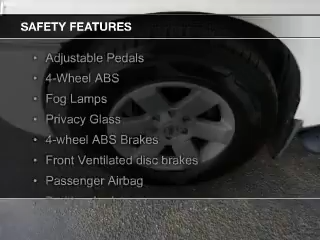 SAFETY FEATURES
• Adjustable Pedals
• 4-Wheel ABS
• Fog Lamps
• Privacy Glass
• 4-wheel ABS Brakes
• Front Ventilated disc brakes
• Passenger Airbag